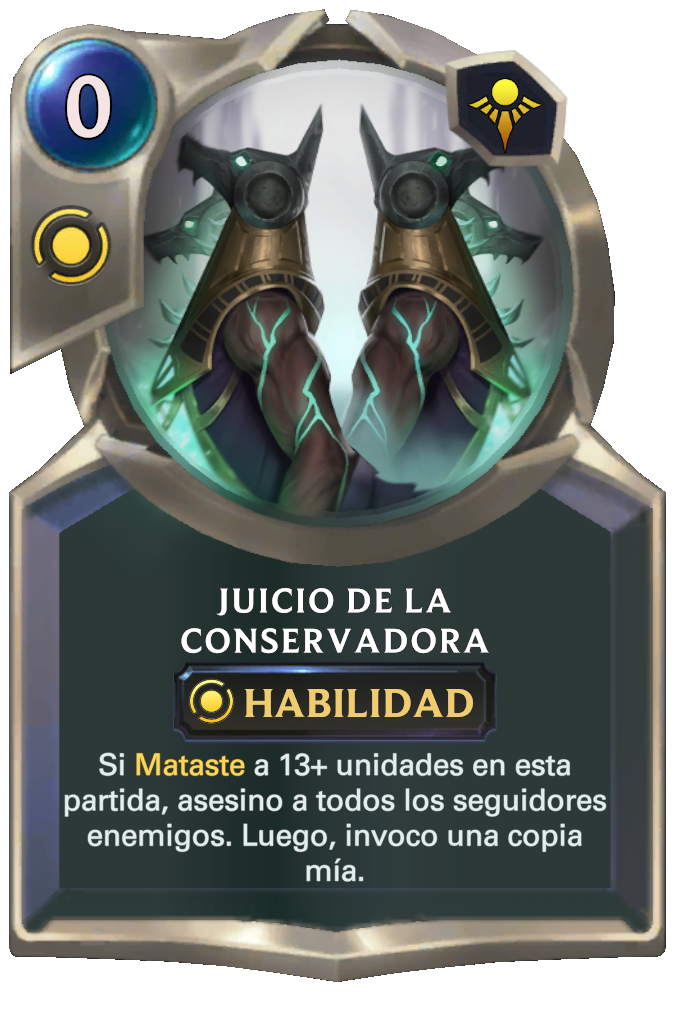 0
JUICIO DE LA
CONSERVADORA
HABILIDAD
Si Mataste a 13+ unidades en esta
partida, asesino a todos los seguidores
enemigos. Luego, invoco una copia
mía.